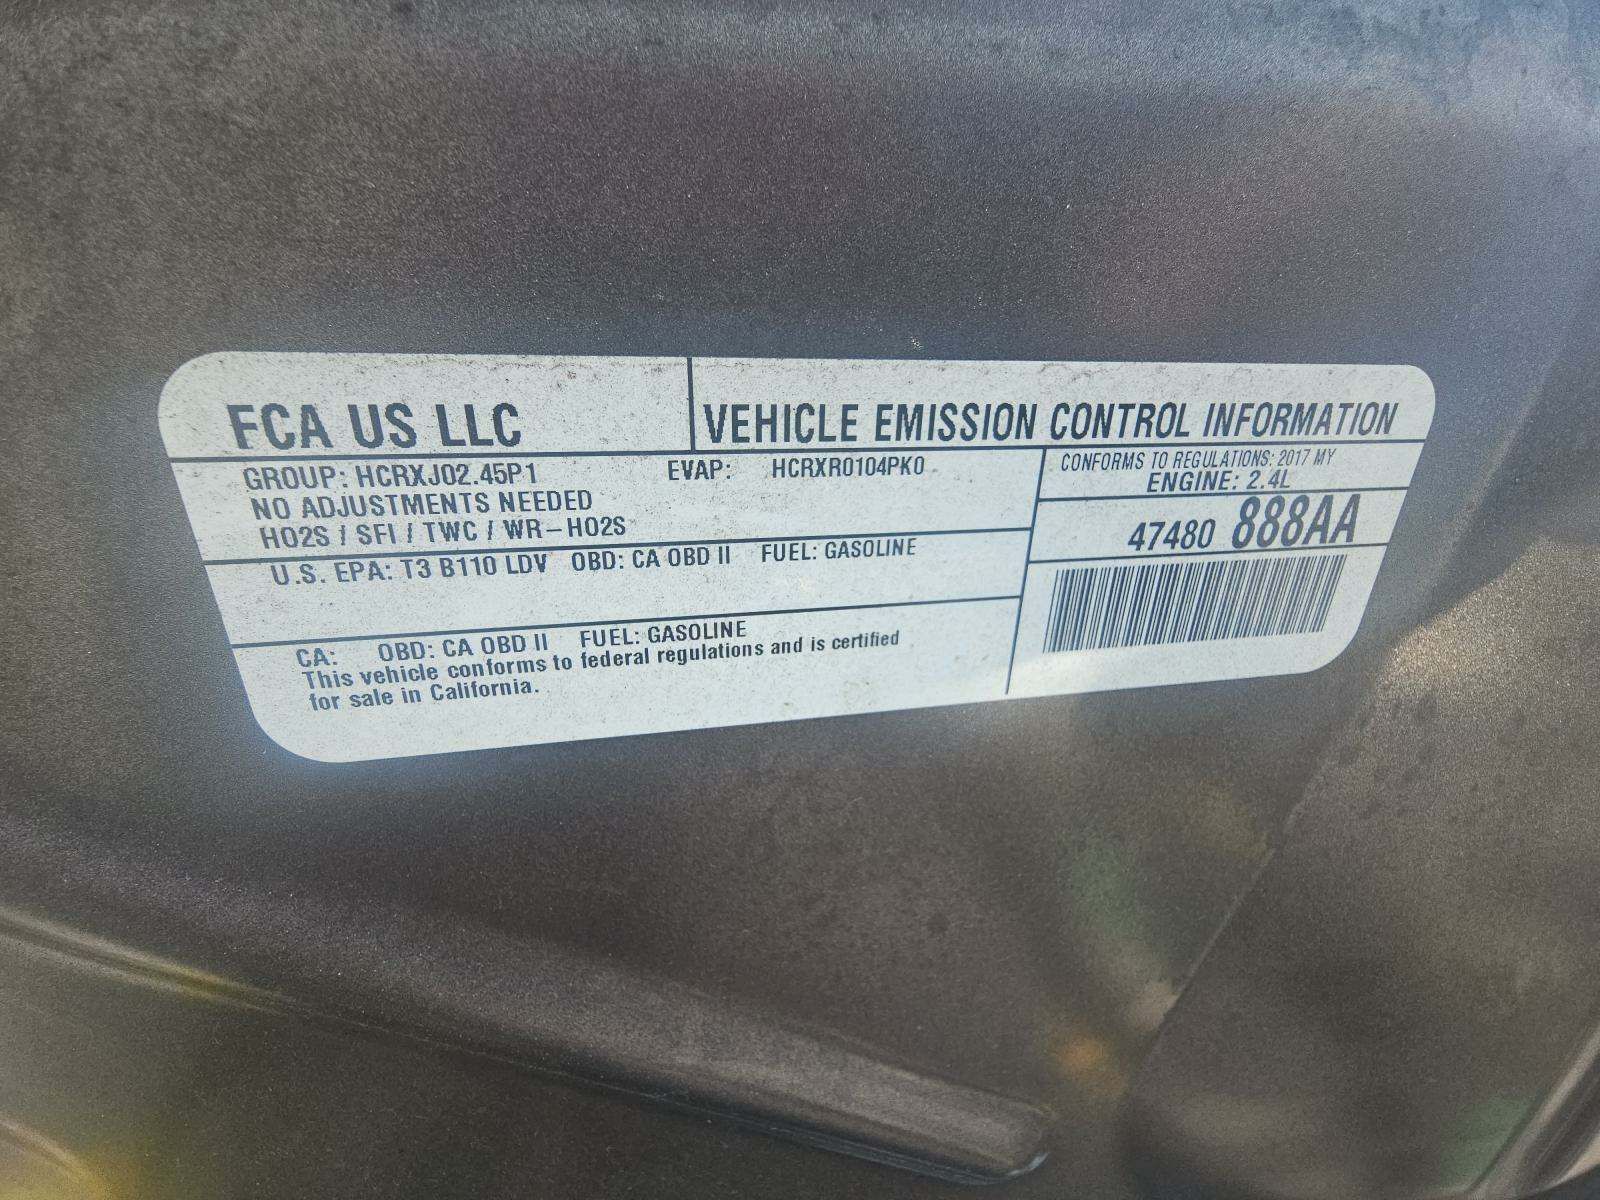 FCA US LLC
VEHICLE EMISSION CONTROL INFORMATION
GROUP: HCRXJ02.45P1 EVAP: HCRXR0104PK0
NO ADJUSTMENTS NEEDED
HO2S / SFI / TWC / WR-HO2S
CONFORMS TO REGULATIONS: 2017 MY
ENGINE: 2.4L
47480 888AA
U.S. EPA: T3 B110 LDV OBD: CA OBD II FUEL: GASOLINE
CA: OBD: CA OBD II FUEL: GASOLINE
This vehicle conforms to federal regulations and is certified
for sale in California.